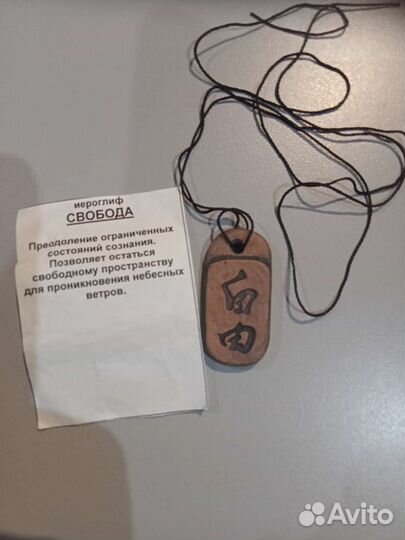 иероглиф
СВОБОДА
Преодоление ограниченных
состояний сознания.
Позволяет остаться
свободному пространству
для проникновения небесных
ветров.
自
由
Avito